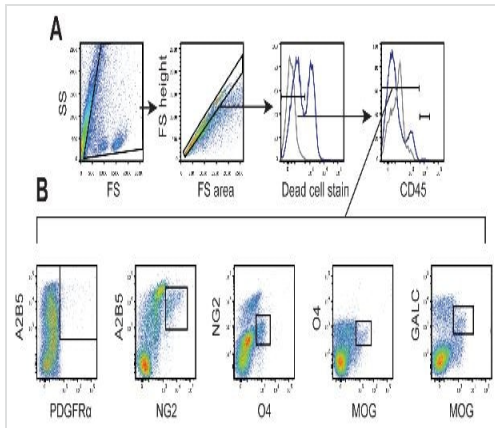 A
SS
FS
FS height
FS area
Dead cell stain
CD45
B
A2B5
PDGFRα
A2B5
NG2
NG2
O4
O4
MOG
GALC
MOG